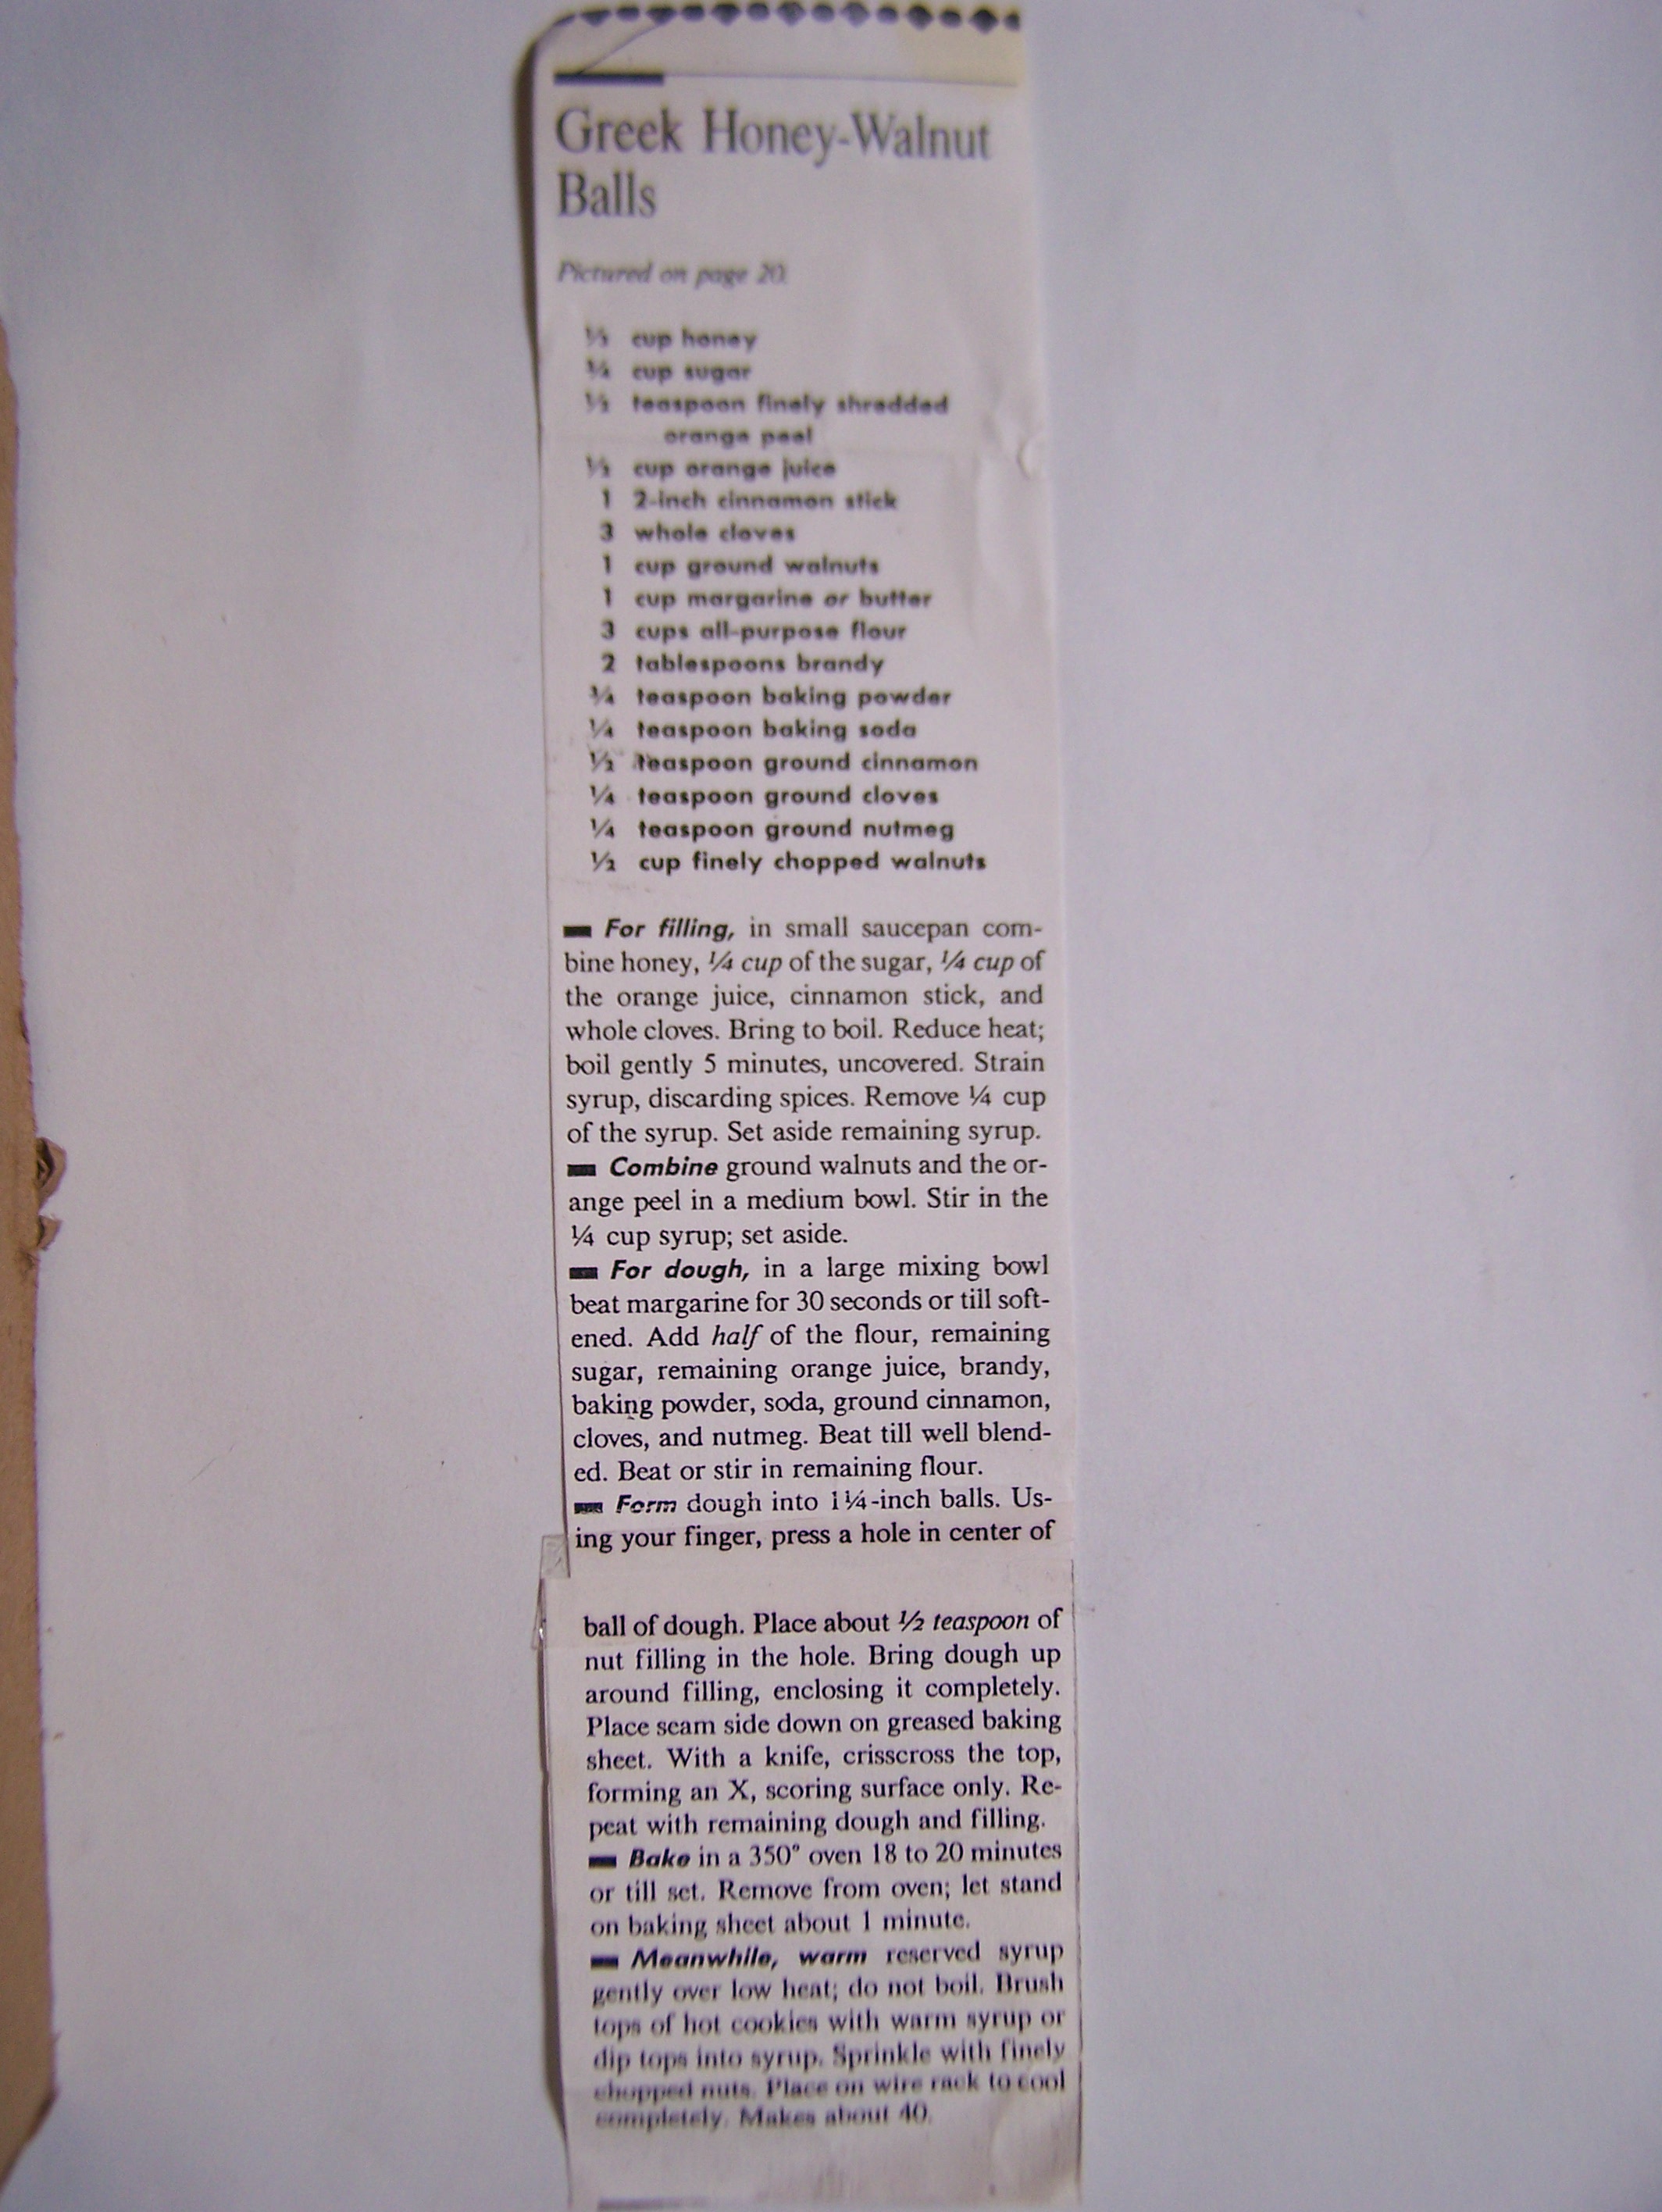 Greek Honey-Walnut
Balls
Pictured on page 20.
cup honey
¾ cup sugar
½ teaspoon finely shredded
orange peel
½ cup orange juice
1 2-inch cinnamon stick
3 whole cloves
1 cup ground walnuts
1 cup margarine or butter
3 cups all-purpose flour
2 tablespoons brandy
¾ teaspoon baking powder
¼ teaspoon baking soda
½ teaspoon ground cinnamon
¼ teaspoon ground cloves
¼ teaspoon ground nutmeg
½ cup finely chopped walnuts
For filling, in small saucepan com-
bine honey, ¼ cup of the sugar, ¼ cup of
the orange juice, cinnamon stick, and
whole cloves. Bring to boil. Reduce heat;
boil gently 5 minutes, uncovered. Strain
syrup, discarding spices. Remove ¼ cup
of the syrup. Set aside remaining syrup.
Combine ground walnuts and the or-
ange peel in a medium bowl. Stir in the
¼ cup syrup; set aside.
For dough, in a large mixing bowl
beat margarine for 30 seconds or till soft-
ened. Add half of the flour, remaining
sugar, remaining orange juice, brandy,
baking powder, soda, ground cinnamon,
cloves, and nutmeg. Beat till well blend-
ed. Beat or stir in remaining flour.
Form dough into 1¼-inch balls. Us-
ing your finger, press a hole in center of
ball of dough. Place about ½ teaspoon of
nut filling in the hole. Bring dough up
around filling, enclosing it completely.
Place seam side down on greased baking
sheet. With a knife, crisscross the top,
forming an X, scoring surface only. Re-
peat with remaining dough and filling.
Bake in a 350° oven 18 to 20 minutes
or till set. Remove from oven; let stand
on baking sheet about 1 minute.
Meanwhile, warm reserved syrup
gently over low heat; do not boil. Brush
tops of hot cookies with warm syrup or
dip tops into syrup. Sprinkle with finely
chopped nuts. Place on wire rack to cool
completely. Makes about 40.